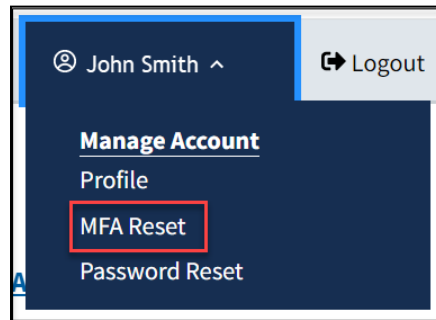 John Smith
Logout
Manage Account
Profile
MFA Reset
Password Reset
A